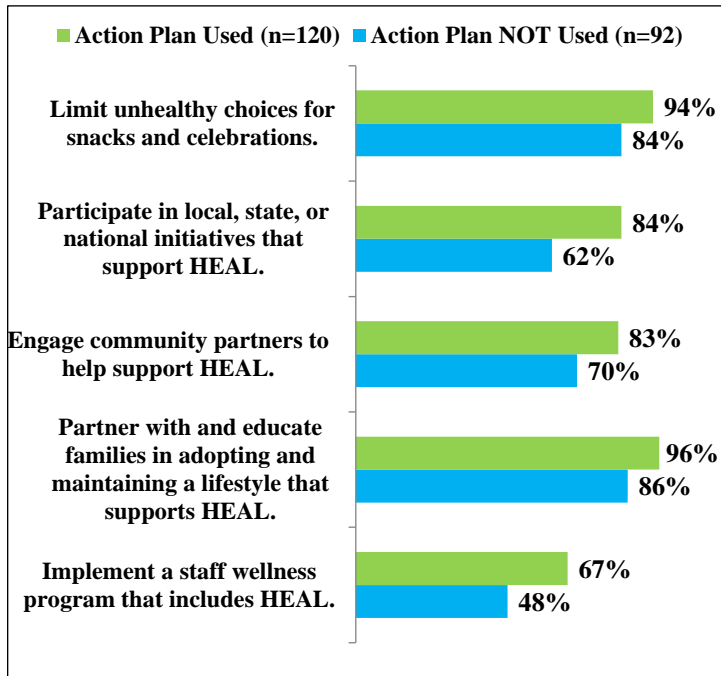 Action Plan Used (n=120) Action Plan NOT Used (n=92)
Limit unhealthy choices for
snacks and celebrations.
94%
84%
Participate in local, state, or
national initiatives that
support HEAL.
84%
62%
Engage community partners to
help support HEAL.
83%
70%
Partner with and educate
families in adopting and
maintaining a lifestyle that
supports HEAL.
96%
86%
Implement a staff wellness
program that includes HEAL.
67%
48%